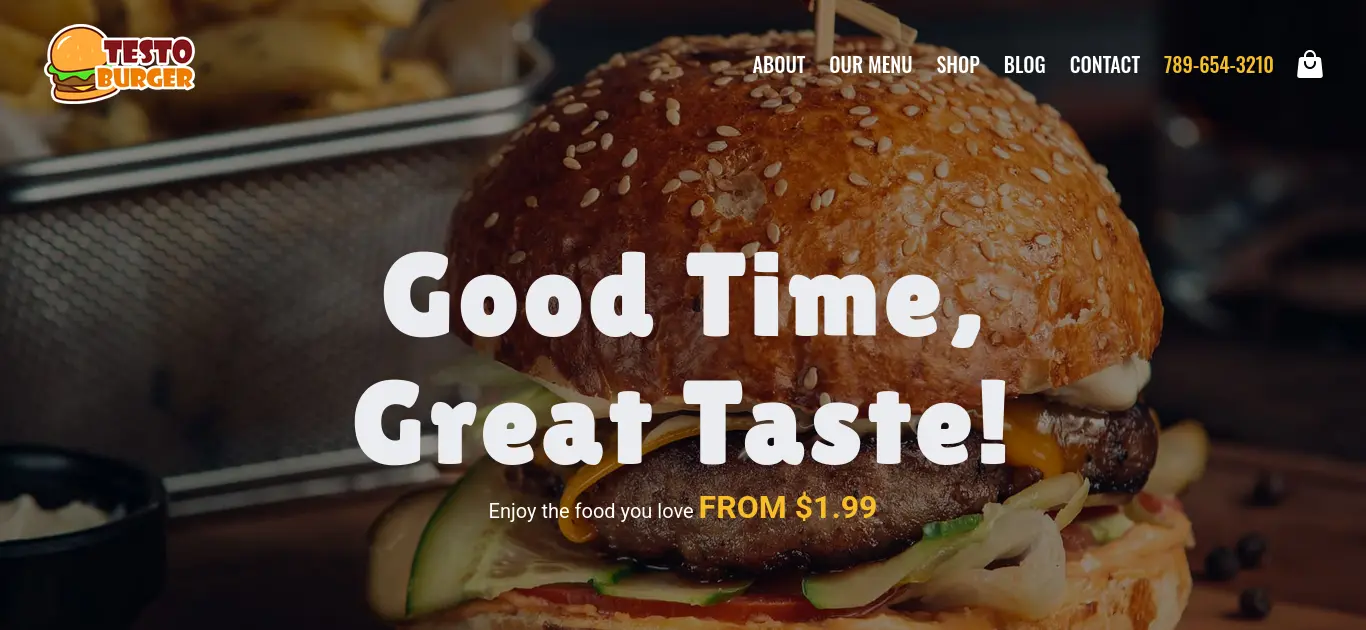 TESTO
BURGER
ABOUT OUR MENU SHOP BLOG CONTACT 789-654-3210
Good Time,
Great Taste!
Enjoy the food you love FROM $1.99